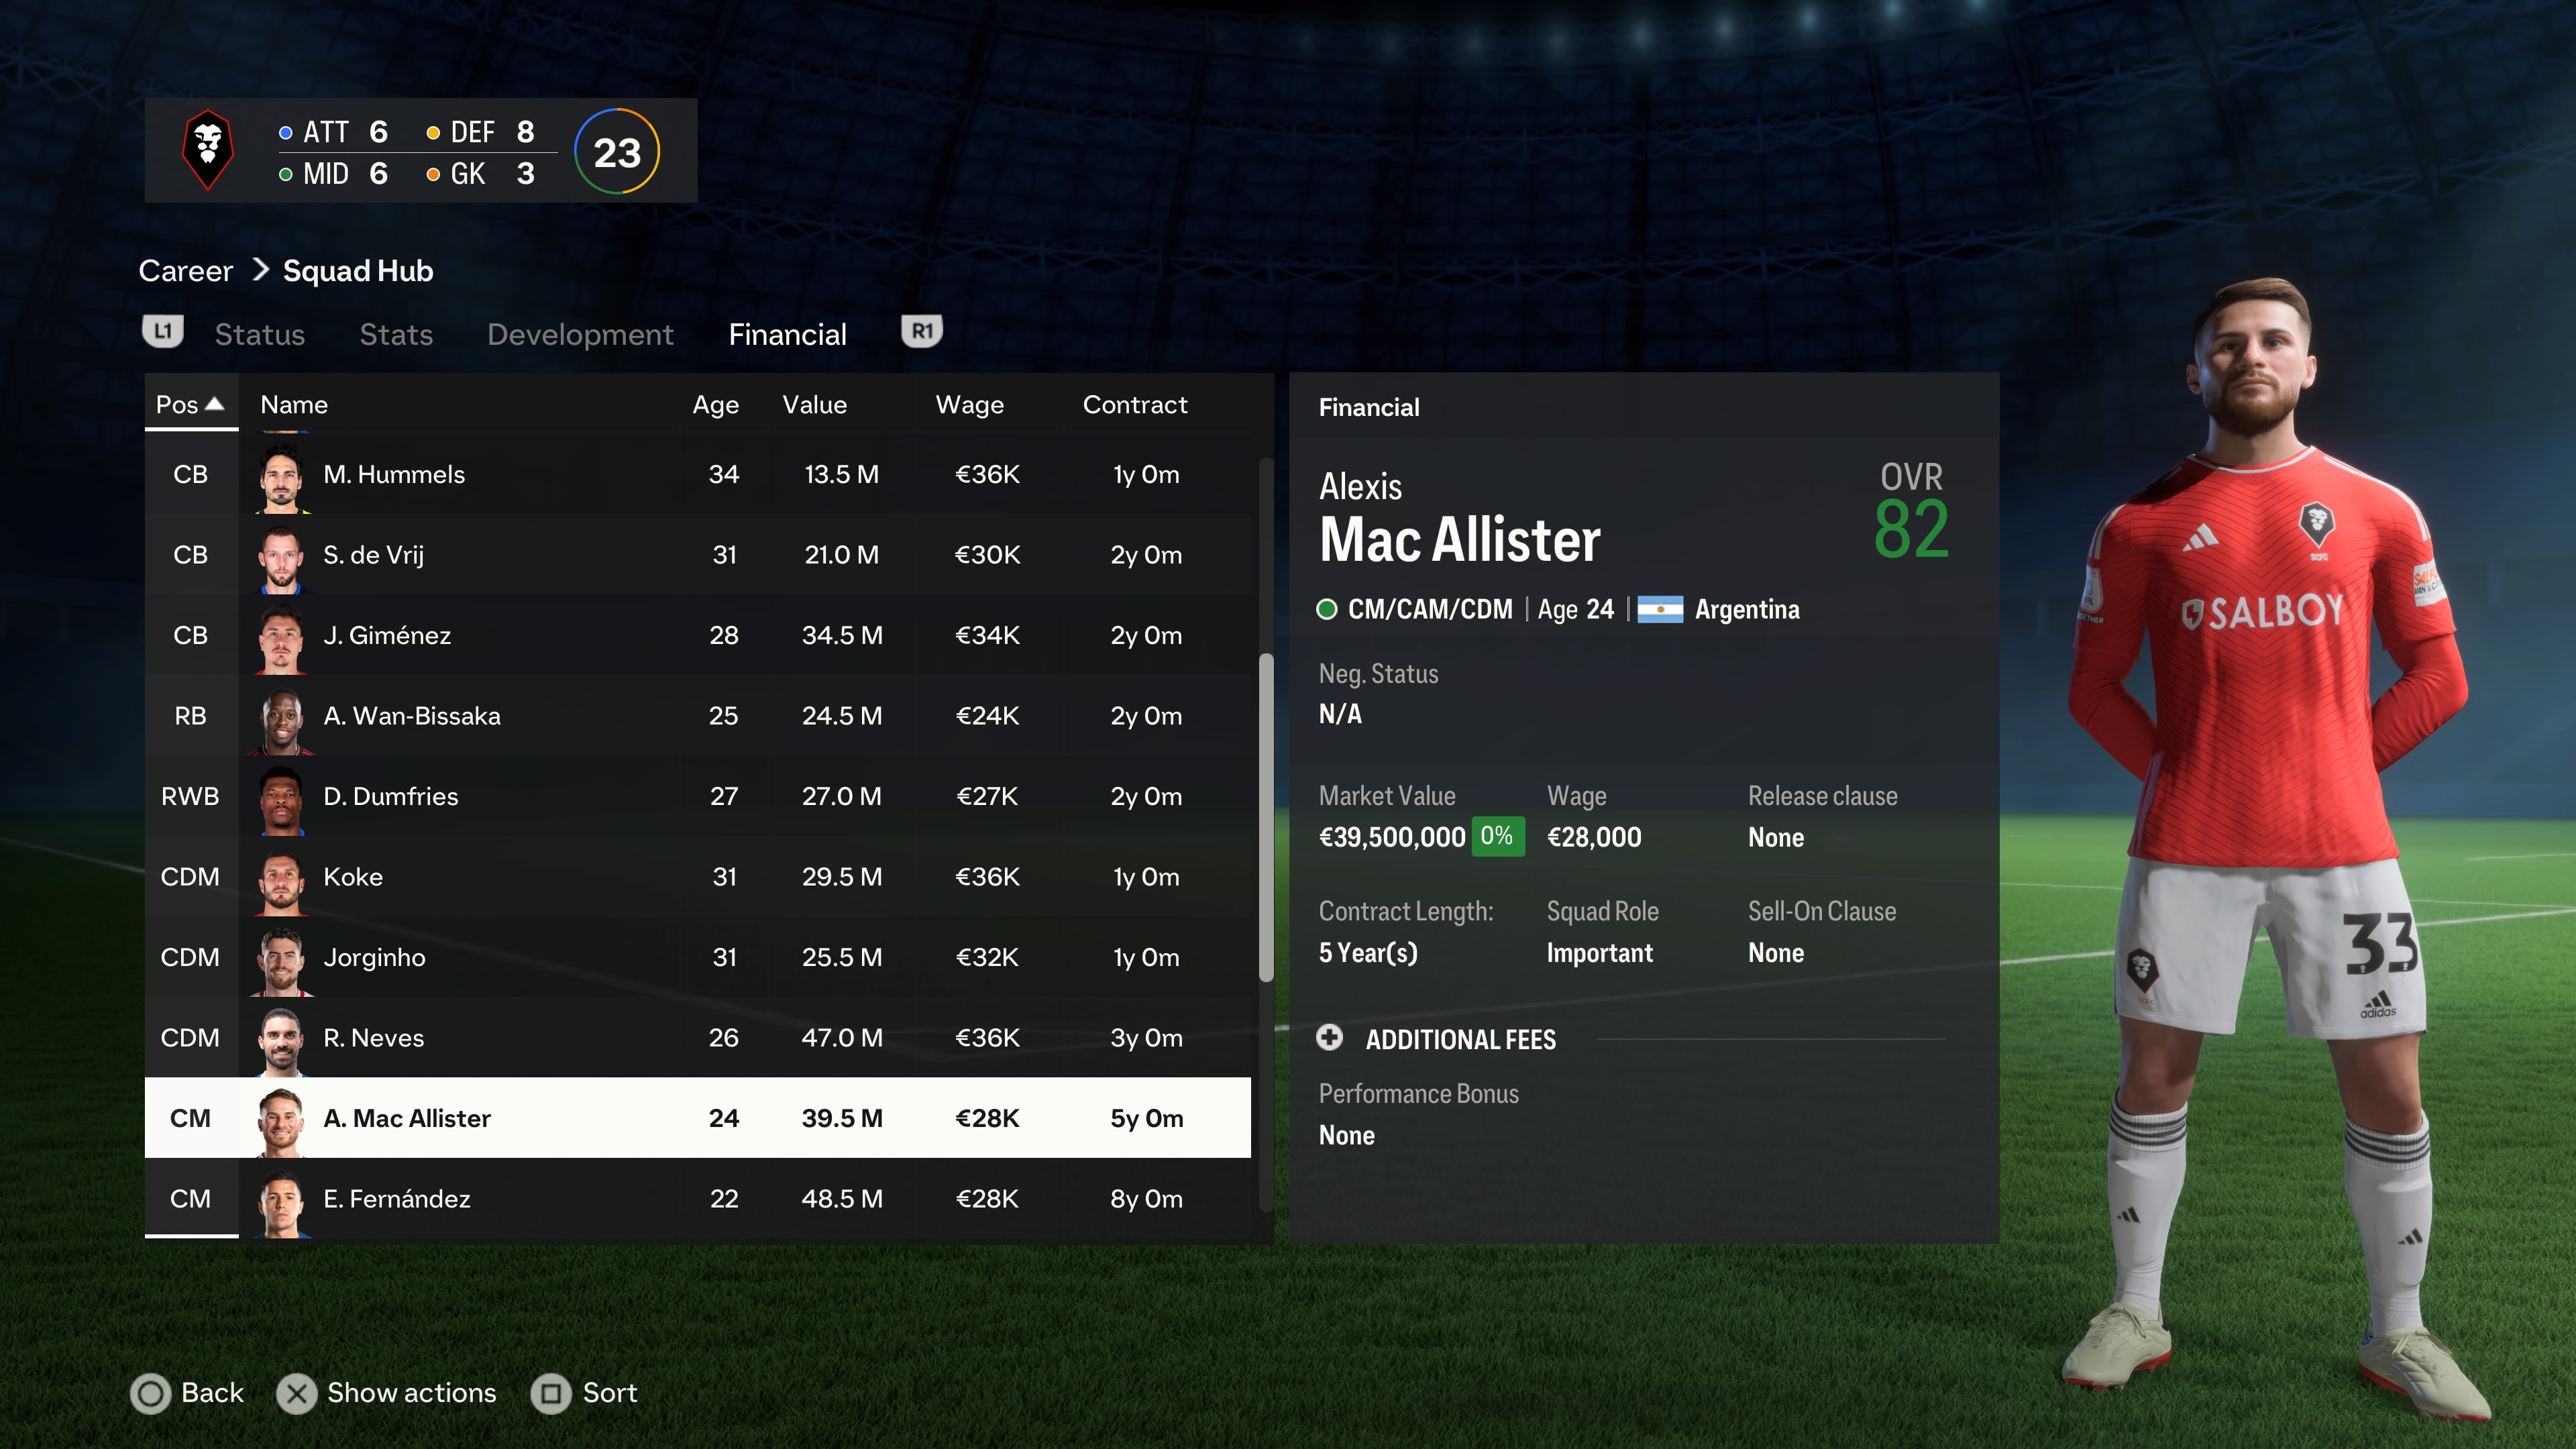 ATT 6 DEF 8
MID 6 GK 3
23
Career > Squad Hub
L1 Status Stats Development Financial R1
Pos Name Age Value Wage Contract
CB M. Hummels 34 13.5 M €36K 1y 0m
CB S. de Vrij 31 21.0 M €30K 2y 0m
CB J. Giménez 28 34.5 M €34K 2y 0m
RB A. Wan-Bissaka 25 24.5 M €24K 2y 0m
RWB D. Dumfries 27 27.0 M €27K 2y 0m
CDM Koke 31 29.5 M €36K 1y 0m
CDM Jorginho 31 25.5 M €32K 1y 0m
CDM R. Neves 26 47.0 M €36K 3y 0m
CM A. Mac Allister 24 39.5 M €28K 5y 0m
CM E. Fernández 22 48.5 M €28K 8y 0m
Financial
Alexis
Mac Allister
OVR
82
CM/CAM/CDM | Age 24 | Argentina
Neg. Status
N/A
Market Value Wage Release clause
€39,500,000 0% €28,000 None
Contract Length: Squad Role Sell-On Clause
5 Year(s) Important None
ADDITIONAL FEES
Performance Bonus
None
SCFC
SALBOY
33
adidas
Back Show actions Sort